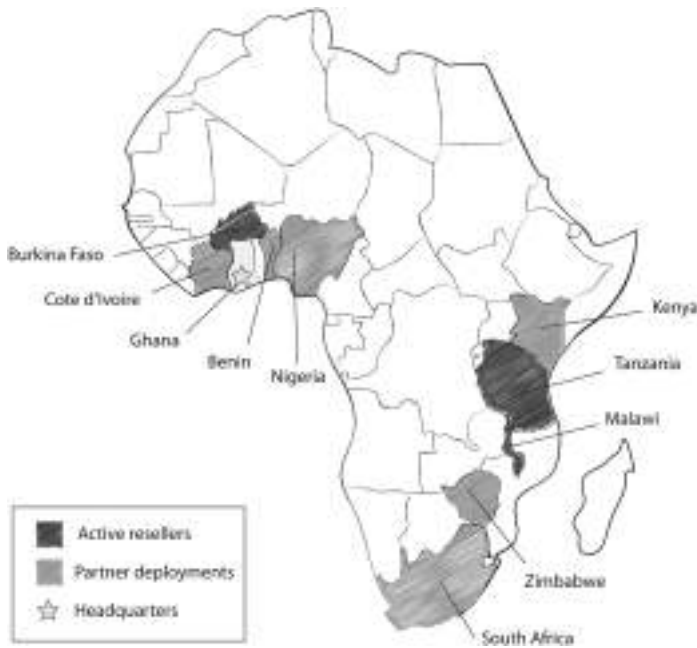 Burkina Faso
Cote d'Ivoire
Ghana
Benin
Nigeria
Kenya
Tanzania
Malawi
Zimbabwe
South Africa
Active resellers
Partner deployments
Headquarters